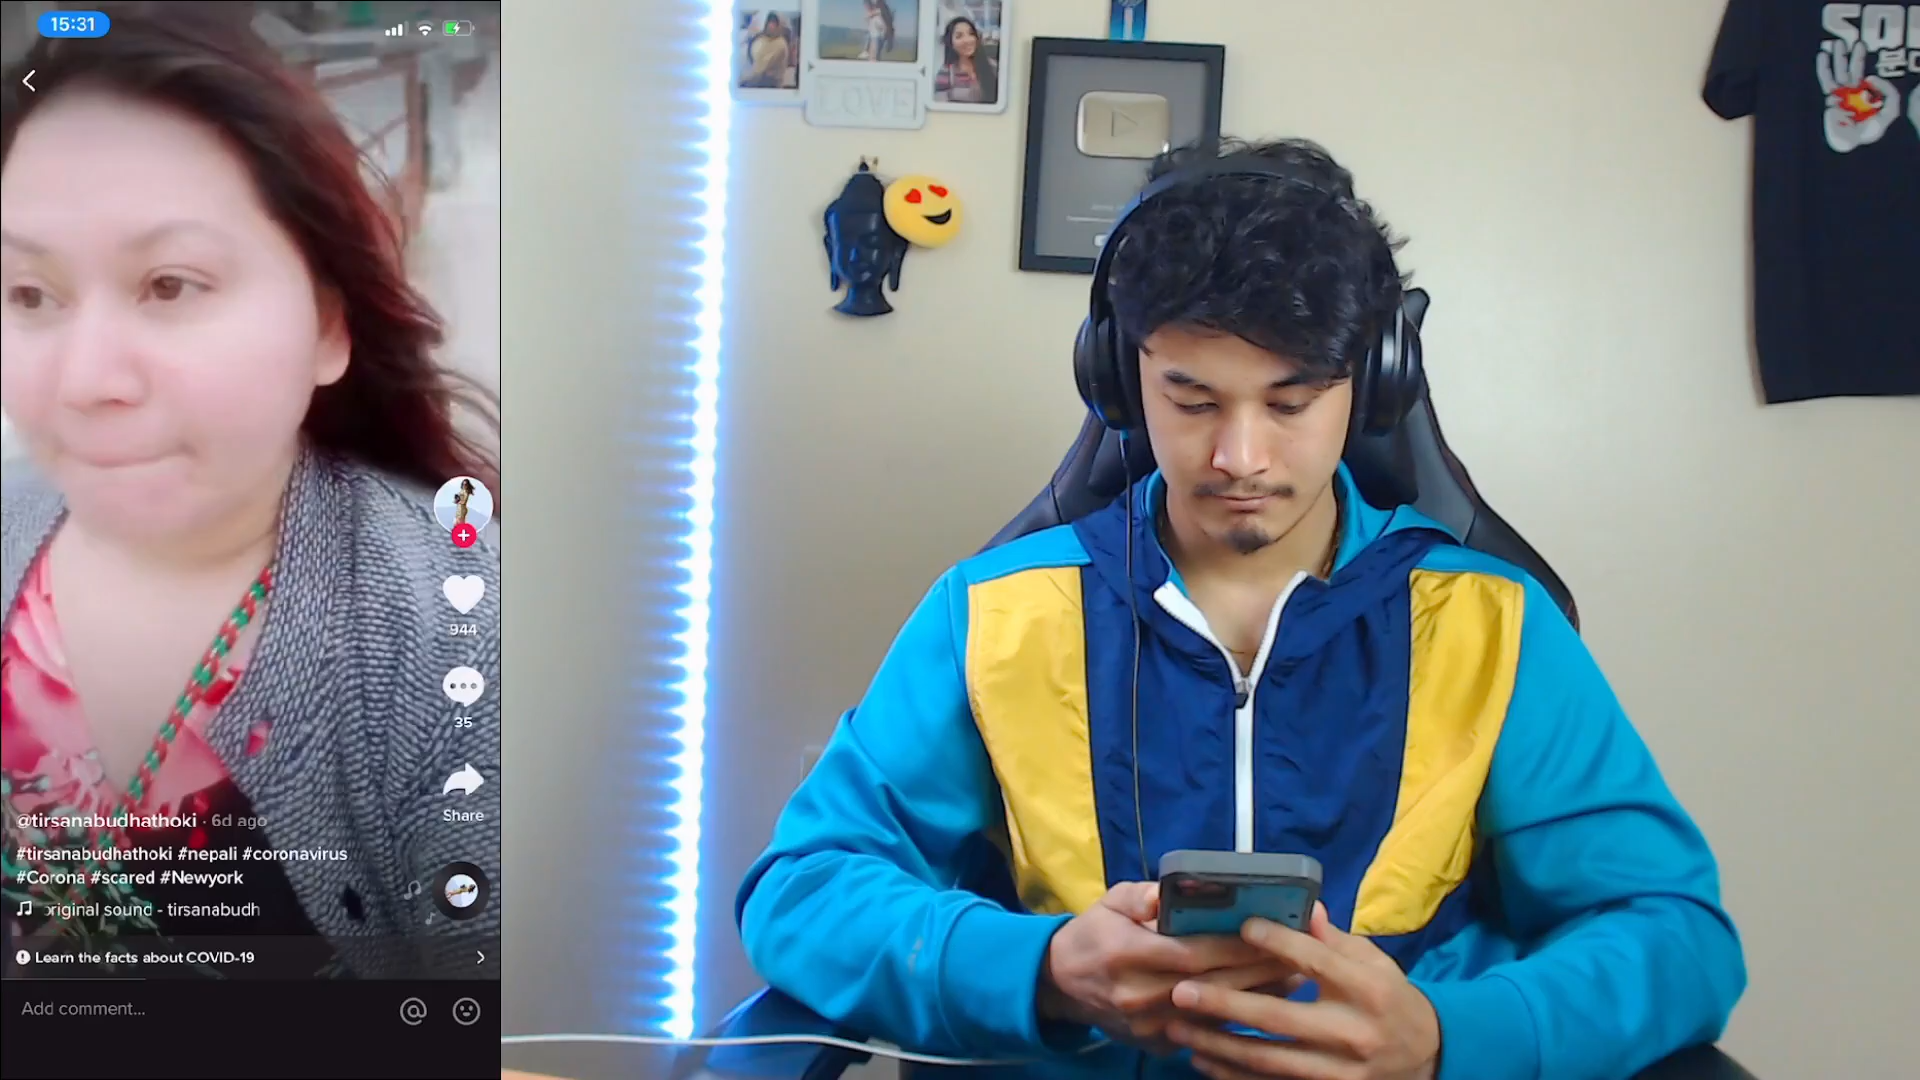 15:31
@tirsanabudhathoki · 6d ago
#tirsanabudhathoki #nepali #coronavirus
#Corona #scared #Newyork
original sound - tirsanabudh
Learn the facts about COVID-19
Add comment...
944
35
Share
LOVE